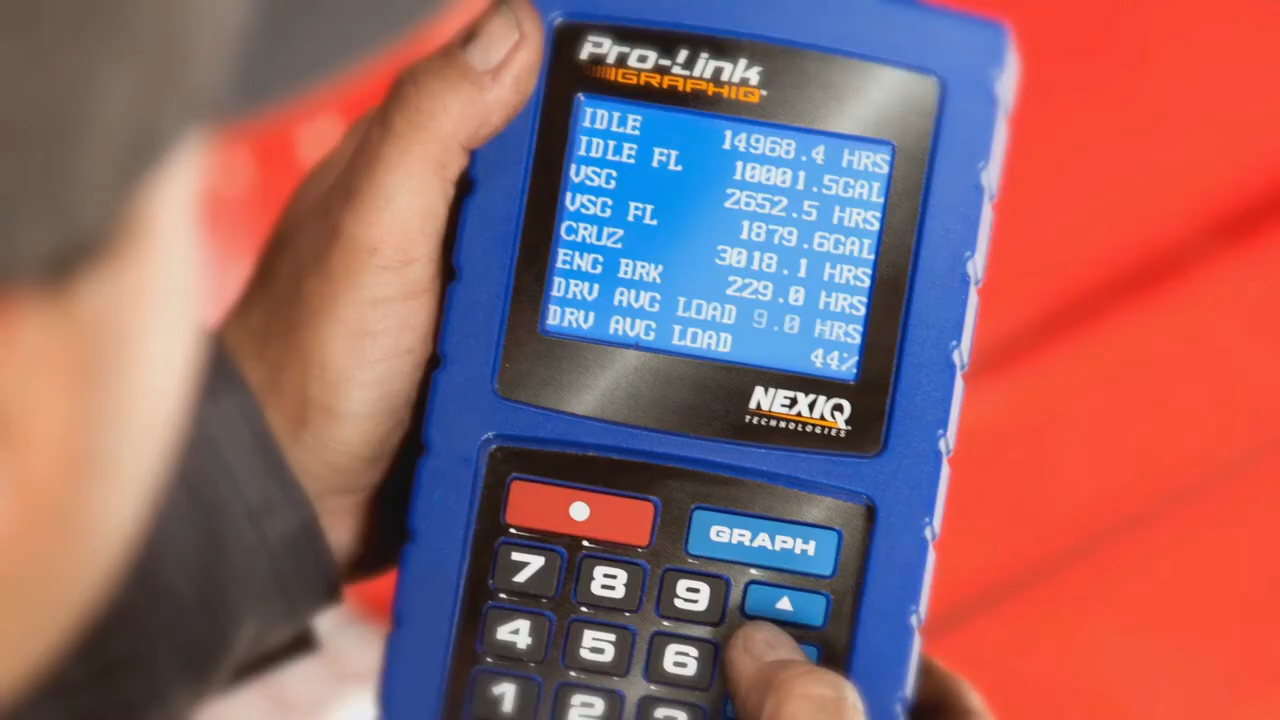 Pro-Link
GRAPHIQ™
IDLE 14968.4 HRS
IDLE FL 10001.5GAL
VSG 2652.5 HRS
VSG FL 1879.6GAL
CRUZ 3018.1 HRS
ENG BRK 229.0 HRS
DRV AVG LOAD 9.0 HRS
DRV AVG LOAD 44%
NEXIQ
TECHNOLOGIES
GRAPH
7 8 9
4 5 6
1 2 3